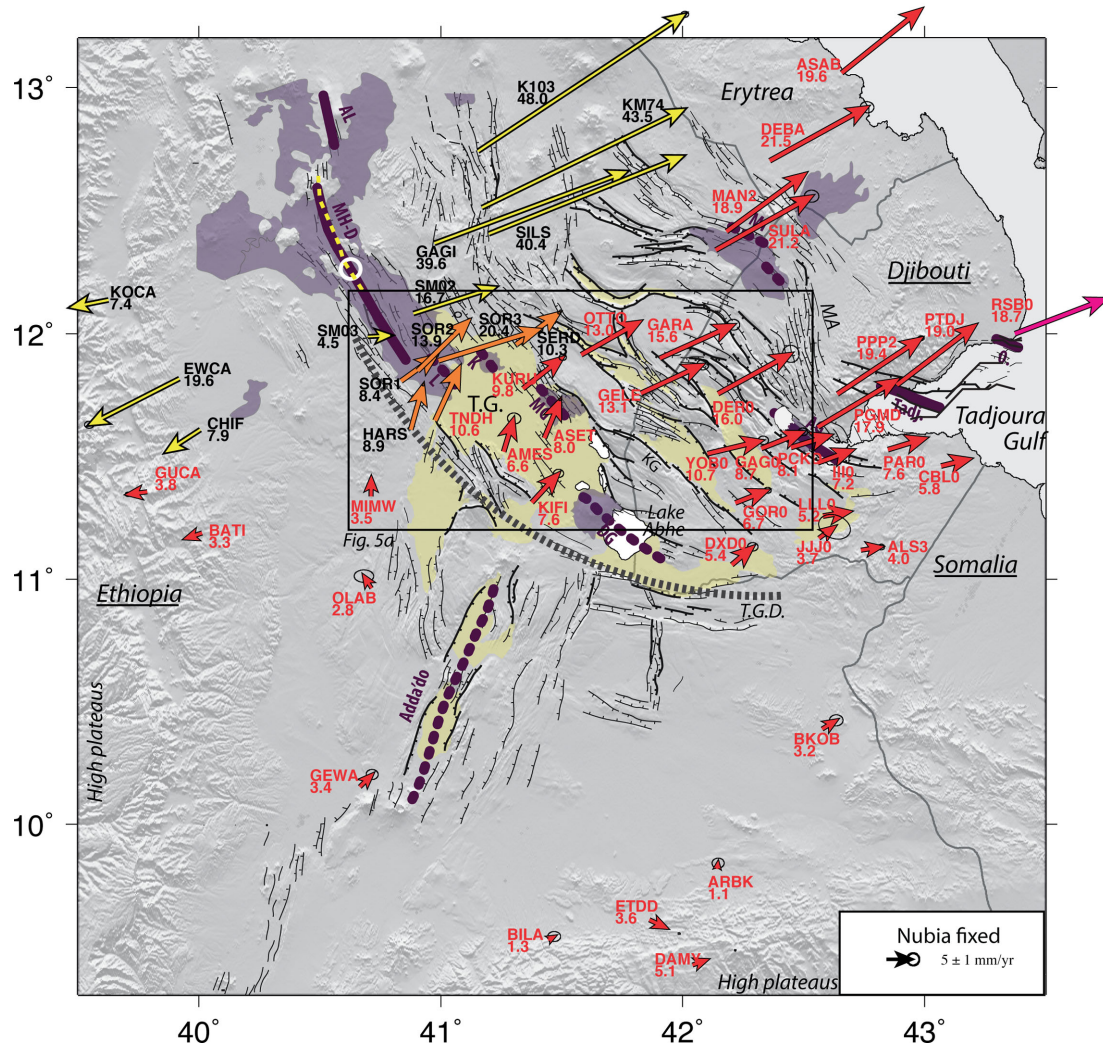 13°
12°
11°
10°
40°
41°
42°
43°
Erytrea
Djibouti
Ethiopia
Somalia
Tadjoura
Gulf
High plateaus
High plateaus
Lake
Abhe
T.G.
T.G.D.
Fig. 5a
AL
MH-D
MA
KG
Adda'do
Tadj.
K103
48.0
KM74
43.5
GAGI
39.6
SILS
40.4
SM02
16.7
SM03
4.5
SOR2
13.9
SOR3
20.4
SERD
10.3
SOR1
8.4
HARS
8.9
KOCA
7.4
EWCA
19.6
CHIF
7.9
GUCA
3.8
BATI
3.3
MIMW
3.5
OLAB
2.8
GEWA
3.4
BILA
1.3
ETDD
3.6
DAMY
5.1
ARBK
1.1
BKOB
3.2
ASAB
19.6
DEBA
21.5
MAN2
18.9
SULA
21.2
OTTO
13.0
GARA
15.6
KURU
9.8
GELE
13.1
DER0
16.0
TNDH
10.6
AMES
6.6
ASET
8.0
KIFI
7.6
YOB0
10.7
GAG0
8.7
PCK
8.1
III0
7.2
GOR0
6.7
LLL0
5.2
DXD0
5.4
JJJ0
3.7
ALS3
4.0
PAR0
7.6
CBL0
5.8
PGMD
17.9
PPP2
19.4
PTDJ
19.0
RSB0
18.7
Nubia fixed
5 ± 1 mm/yr